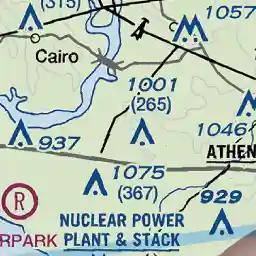 (315)
1057
Cairo
1001
(265)
937
1046
ATHEN
1075
(367)
929
R
NUCLEAR POWER
RPARK PLANT & STACK